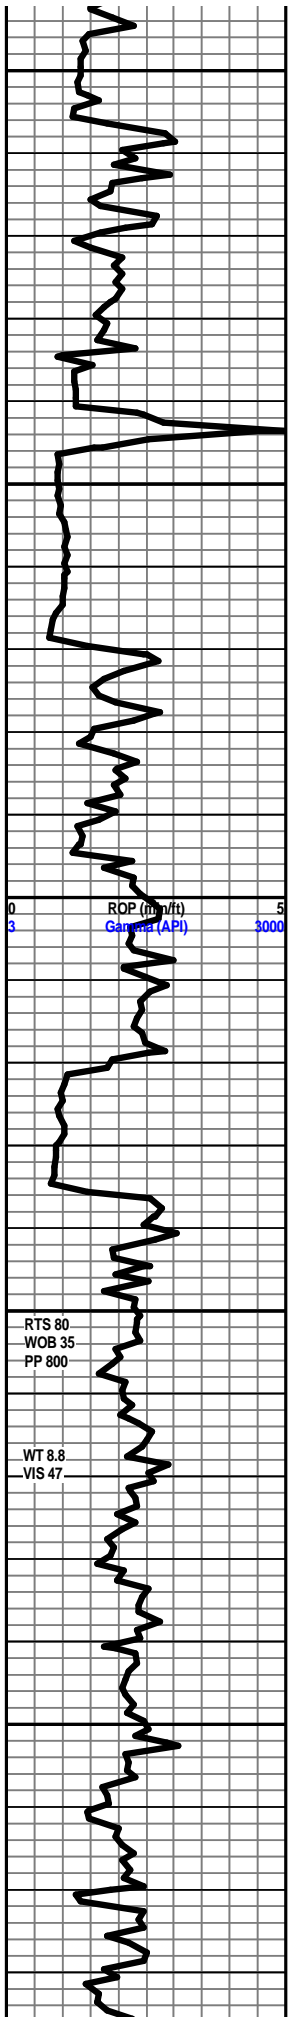 0 ROP (min/ft) 5
3 Gamma (API) 3000
RTS 80
WOB 35
PP 800
WT 8.8
VIS 47